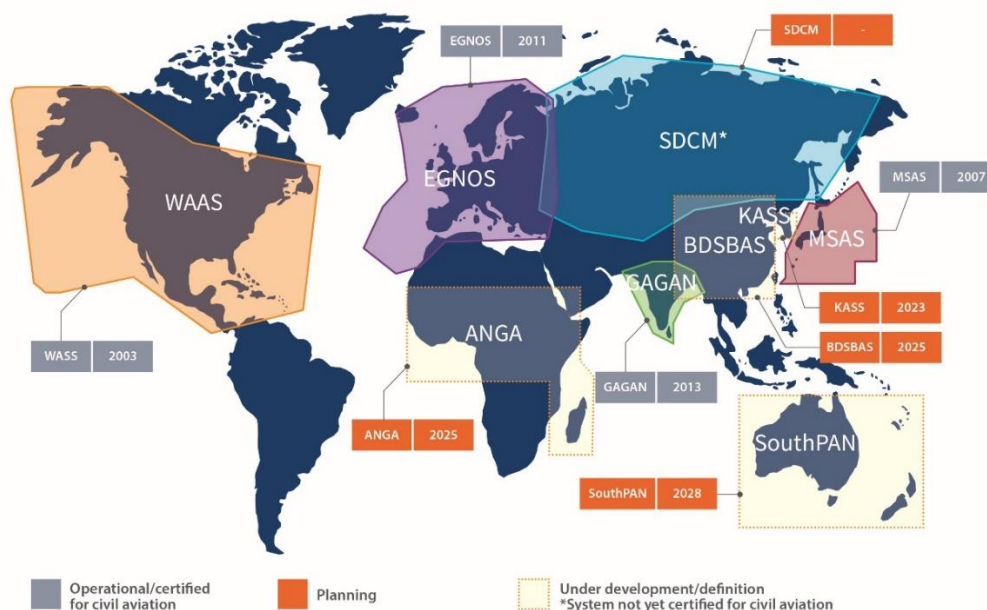 EGNOS 2011
SDCM -
SDCM*
WAAS
EGNOS
MSAS 2007
KASS
BDSBAS
MSAS
GAGAN
ANGA
KASS 2023
WASS 2003
BDSBAS 2025
GAGAN 2013
ANGA 2025
SouthPAN
SouthPAN 2028
Operational/certified
for civil aviation
Planning
Under development/definition
*System not yet certified for civil aviation